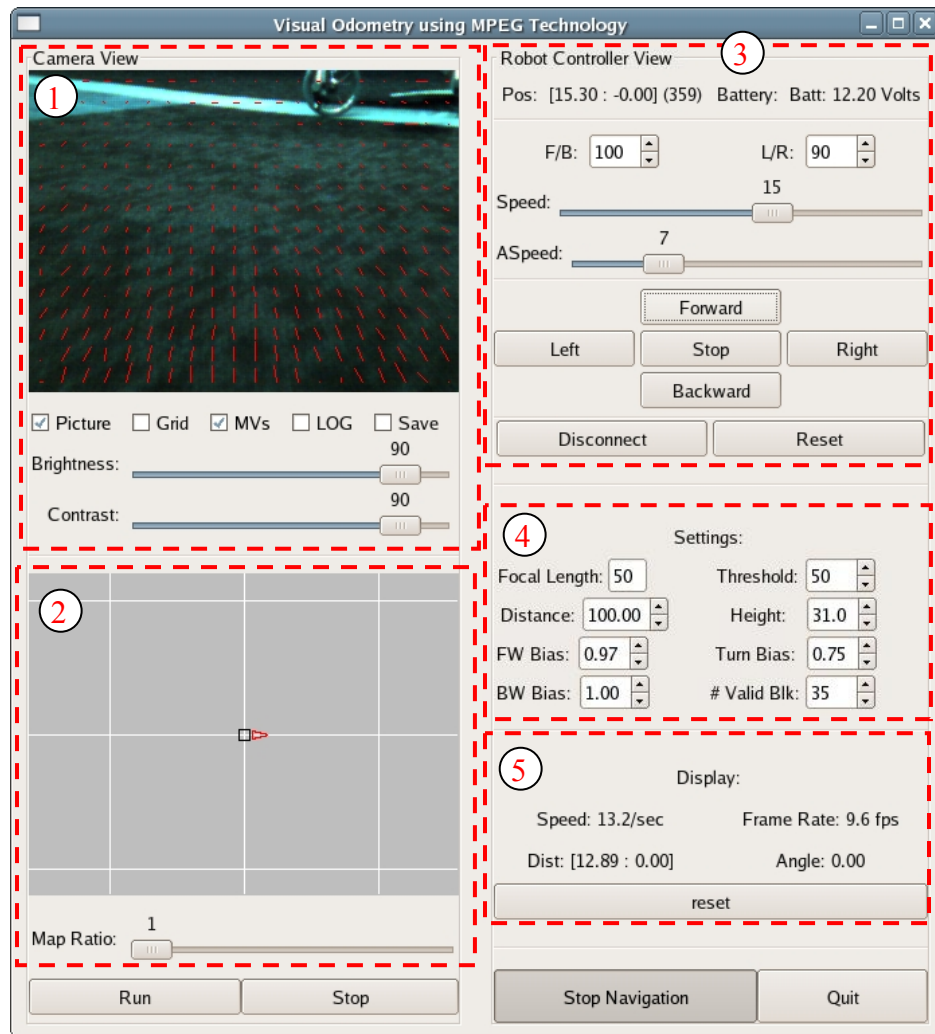 Visual Odometry using MPEG Technology
Camera View
1
Picture Grid MVs LOG Save
90
Brightness:
90
Contrast:
2
1
Map Ratio:
Run Stop
Robot Controller View
3
Pos: [15.30 : -0.00] (359) Battery: Batt: 12.20 Volts
F/B: 100 L/R: 90
15
Speed:
7
ASpeed:
Forward
Left Stop Right
Backward
Disconnect Reset
4
Settings:
Focal Length: 50 Threshold: 50
Distance: 100.00 Height: 31.0
FW Bias: 0.97 Turn Bias: 0.75
BW Bias: 1.00 # Valid Blk: 35
5
Display:
Speed: 13.2/sec Frame Rate: 9.6 fps
Dist: [12.89 : 0.00] Angle: 0.00
reset
Stop Navigation Quit